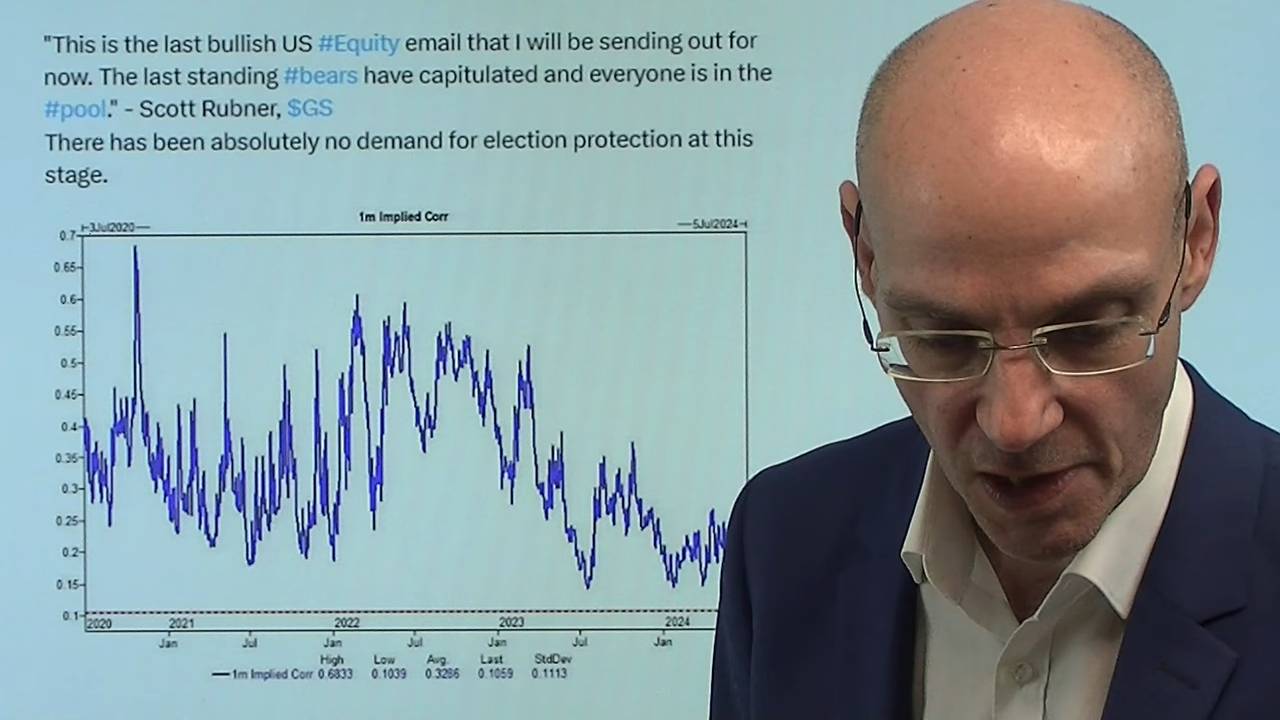 "This is the last bullish US #Equity email that I will be sending out for
now. The last standing #bears have capitulated and everyone is in the
#pool." - Scott Rubner, $GS
There has been absolutely no demand for election protection at this
stage.
1m Implied Corr
3Jul2020
5Jul2024
0.7
0.65
0.6
0.55
0.5
0.45
0.4
0.35
0.3
0.25
0.2
0.15
0.1
2020 2021 2022 2023 2024
Jan Jul Jan Jul Jan Jul Jan
High Low Avg. Last StdDev
1m Implied Corr 0.6833 0.1039 0.3286 0.1059 0.1113